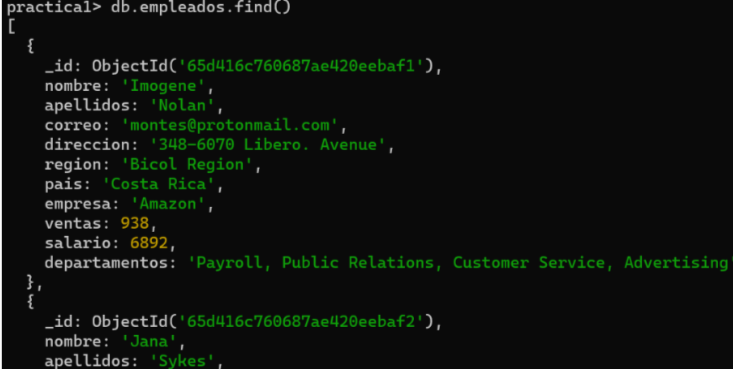 practica1> db.empleados.find()
[
  {
    _id: ObjectId('65d416c760687ae420eebaf1'),
    nombre: 'Imogene',
    apellidos: 'Nolan',
    correo: 'montes@protonmail.com',
    direccion: '348-6070 Libero. Avenue',
    region: 'Bicol Region',
    pais: 'Costa Rica',
    empresa: 'Amazon',
    ventas: 938,
    salario: 6892,
    departamentos: 'Payroll, Public Relations, Customer Service, Advertising'
  },
  {
    _id: ObjectId('65d416c760687ae420eebaf2'),
    nombre: 'Jana',
    apellidos: 'Sykes',